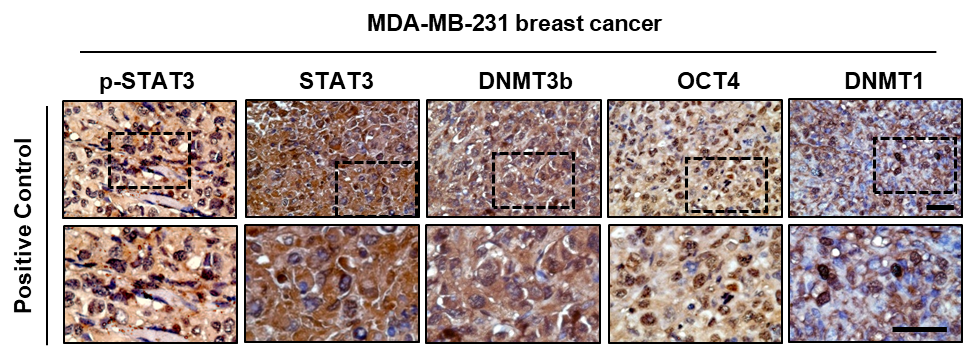 MDA-MB-231 breast cancer
p-STAT3 STAT3 DNMT3b OCT4 DNMT1
Positive Control